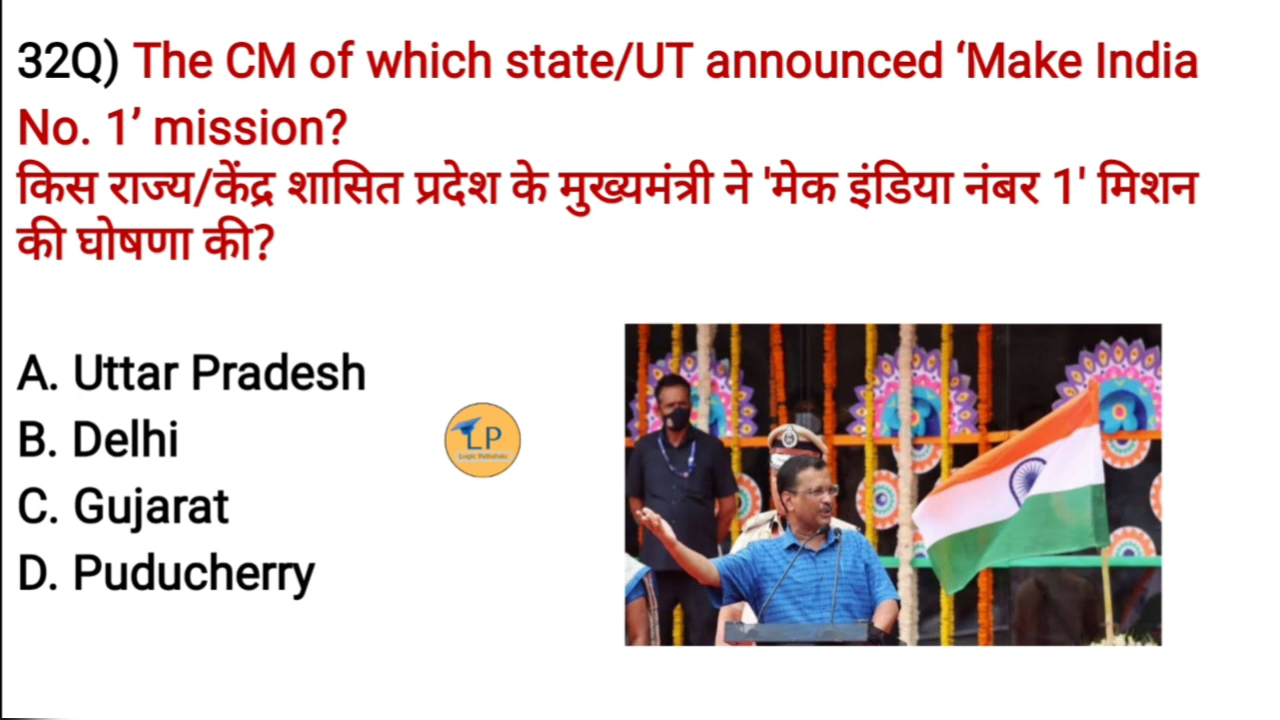 32Q) The CM of which state/UT announced ‘Make India
No. 1’ mission?
किस राज्य/केंद्र शासित प्रदेश के मुख्यमंत्री ने 'मेक इंडिया नंबर 1' मिशन
की घोषणा की?
A. Uttar Pradesh
B. Delhi
C. Gujarat
D. Puducherry
LP